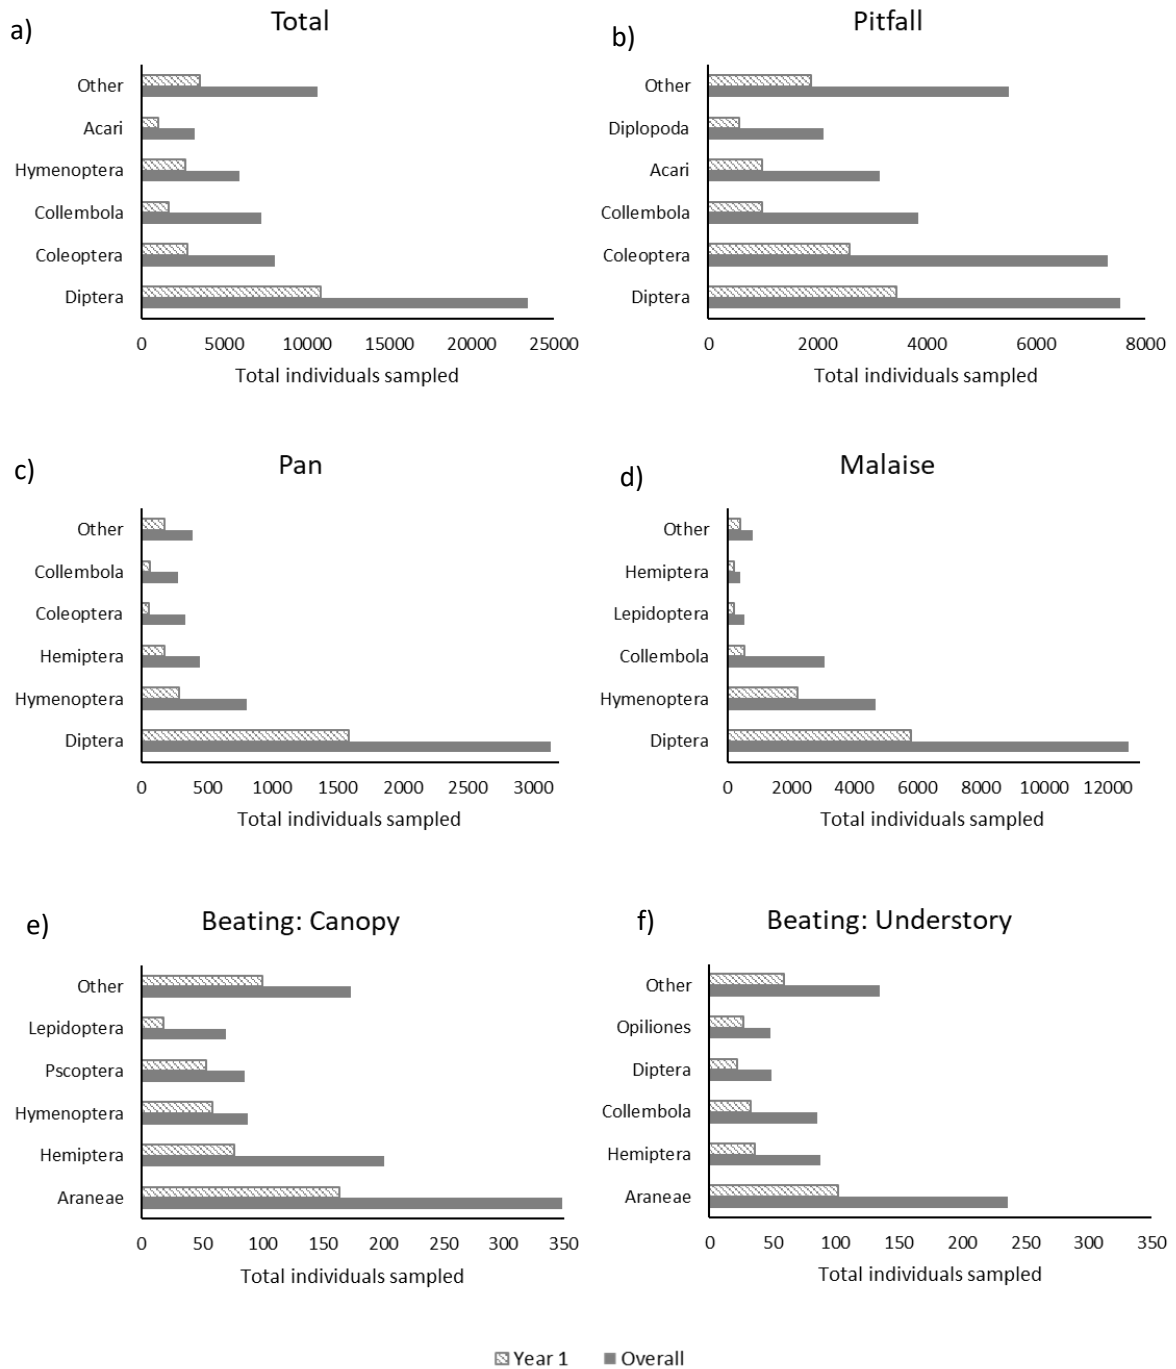 a)
Total
Other
Acari
Hymenoptera
Collembola
Coleoptera
Diptera
0 5000 10000 15000 20000 25000
Total individuals sampled
b)
Pitfall
Other
Diplopoda
Acari
Collembola
Coleoptera
Diptera
0 2000 4000 6000 8000
Total individuals sampled
c)
Pan
Other
Collembola
Coleoptera
Hemiptera
Hymenoptera
Diptera
0 500 1000 1500 2000 2500 3000
Total individuals sampled
d)
Malaise
Other
Hemiptera
Lepidoptera
Collembola
Hymenoptera
Diptera
0 2000 4000 6000 8000 10000 12000
Total individuals sampled
e)
Beating: Canopy
Other
Lepidoptera
Pscoptera
Hymenoptera
Hemiptera
Araneae
0 50 100 150 200 250 300 350
Total individuals sampled
f)
Beating: Understory
Other
Opiliones
Diptera
Collembola
Hemiptera
Araneae
0 50 100 150 200 250 300 350
Total individuals sampled
Year 1 Overall